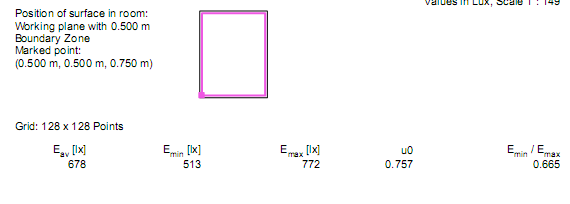 Values in Lux, Scale 1 : 149
Position of surface in room:
Working plane with 0.500 m
Boundary Zone
Marked point:
(0.500 m, 0.500 m, 0.750 m)
Grid: 128 x 128 Points
Eav [lx] Emin [lx] Emax [lx] u0 Emin / Emax
678 513 772 0.757 0.665